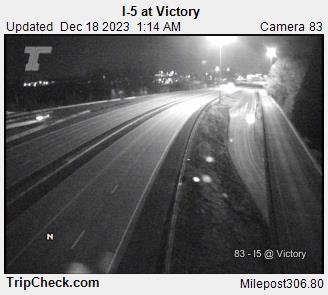 I-5 at Victory
Updated  Dec 18 2023  1:14 AM
Camera 83
T
N
83 - I5 @ Victory
TripCheck.com
Milepost306.80